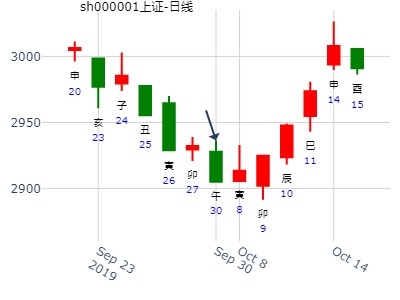 sh000001上证-日线
3000
2950
2900
申
20
亥
23
子
24
丑
25
寅
26
卯
27
午
30
寅
8
卯
9
辰
10
巳
11
申
14
酉
15
Sep 23
2019
Sep 30
Oct 8
Oct 14